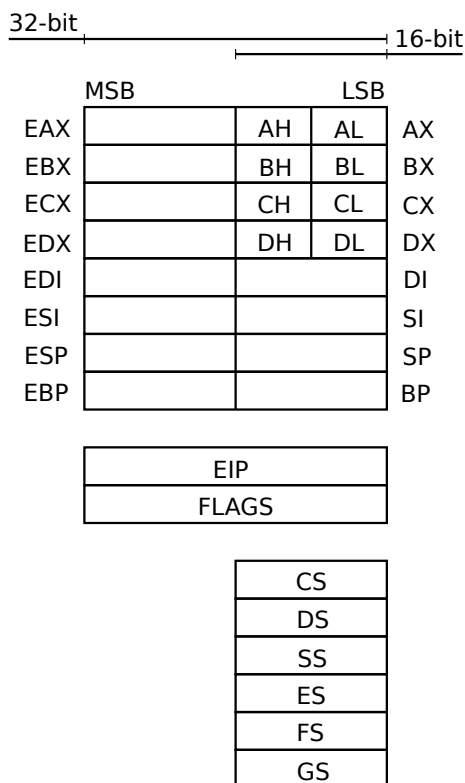 32-bit
16-bit
MSB LSB
EAX AH AL AX
EBX BH BL BX
ECX CH CL CX
EDX DH DL DX
EDI DI
ESI SI
ESP SP
EBP BP
EIP
FLAGS
CS
DS
SS
ES
FS
GS